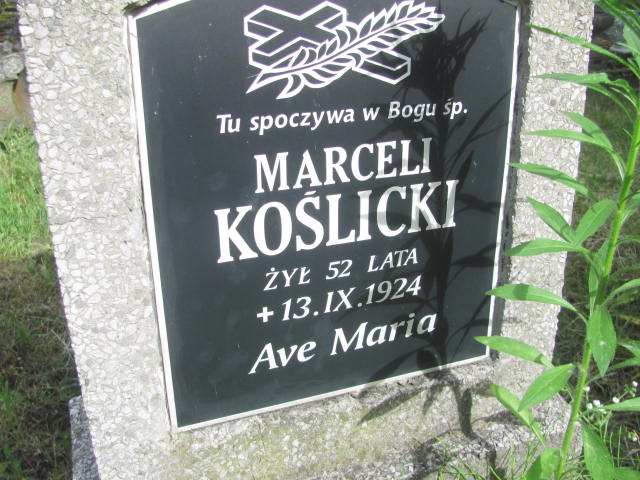 Tu spoczywa w Bogu śp.
MARCELI
KOŚLICKI
ŻYŁ 52 LATA
+ 13.IX.1924
Ave Maria